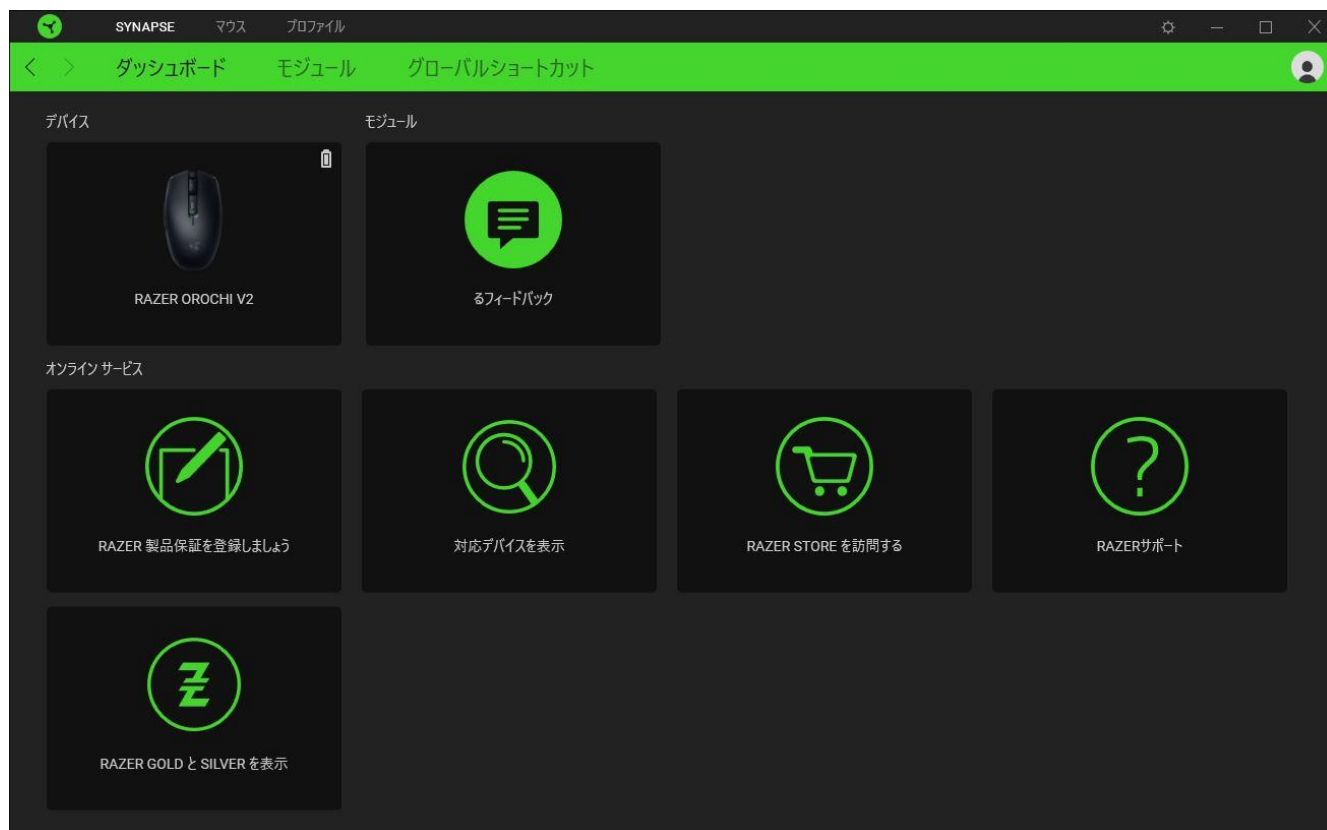 SYNAPSE マウス プロファイル
ダッシュボード モジュール グローバルショートカット
デバイス モジュール
RAZER OROCHI V2
るフィードバック
オンライン サービス
RAZER 製品保証を登録しましょう
対応デバイスを表示
RAZER STORE を訪問する
RAZERサポート
RAZER GOLD と SILVER を表示